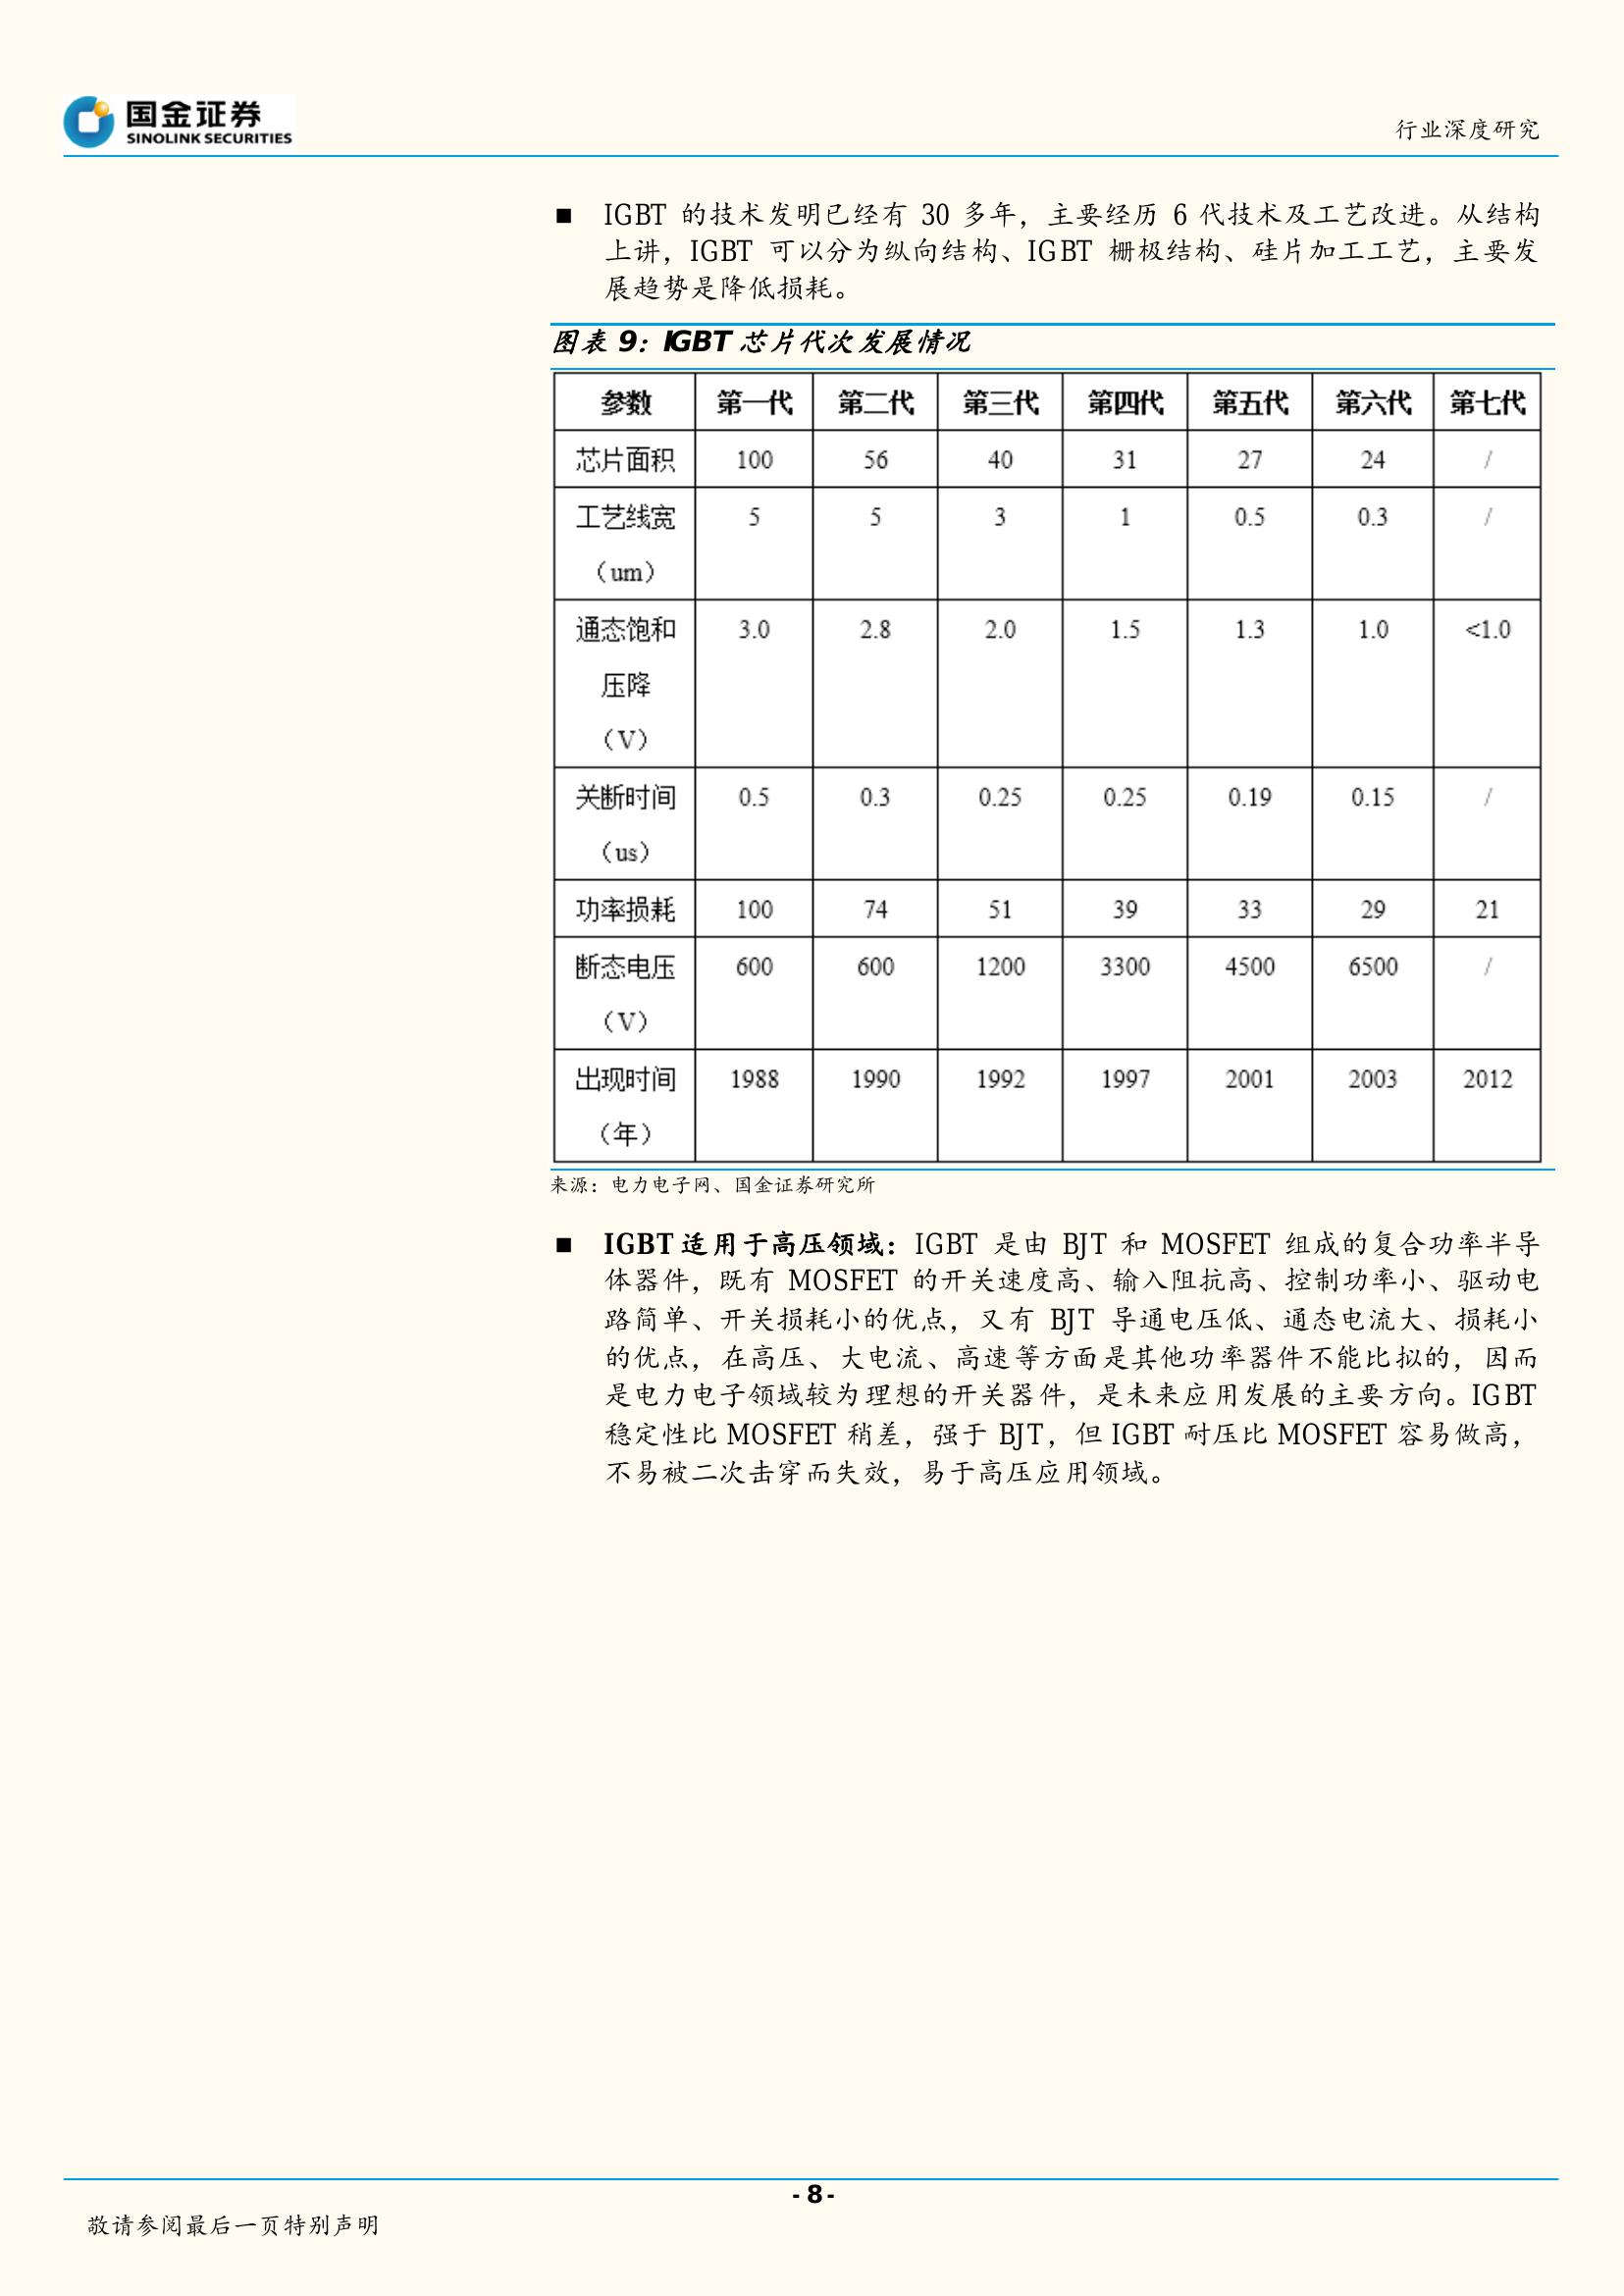 国金证券
SINOLINK SECURITIES
行业深度研究
■ IGBT 的技术发明已经有 30 多年，主要经历 6 代技术及工艺改进。从结构
上讲，IGBT 可以分为纵向结构、IGBT 栅极结构、硅片加工工艺，主要发
展趋势是降低损耗。
图表 9：IGBT 芯片代次发展情况
参数 第一代 第二代 第三代 第四代 第五代 第六代 第七代
芯片面积 100 56 40 31 27 24 /
工艺线宽 5 5 3 1 0.5 0.3 /
（um）
通态饱和 3.0 2.8 2.0 1.5 1.3 1.0 <1.0
压降
（V）
关断时间 0.5 0.3 0.25 0.25 0.19 0.15 /
（us）
功率损耗 100 74 51 39 33 29 21
断态电压 600 600 1200 3300 4500 6500 /
（V）
出现时间 1988 1990 1992 1997 2001 2003 2012
（年）
来源：电力电子网、国金证券研究所
■ IGBT 适用于高压领域：IGBT 是由 BJT 和 MOSFET 组成的复合功率半导
体器件，既有 MOSFET 的开关速度高、输入阻抗高、控制功率小、驱动电
路简单、开关损耗小的优点，又有 BJT 导通电压低、通态电流大、损耗小
的优点，在高压、大电流、高速等方面是其他功率器件不能比拟的，因而
是电力电子领域较为理想的开关器件，是未来应用发展的主要方向。IGBT
稳定性比 MOSFET 稍差，强于 BJT，但 IGBT 耐压比 MOSFET 容易做高，
不易被二次击穿而失效，易于高压应用领域。
- 8 -
敬请参阅最后一页特别声明